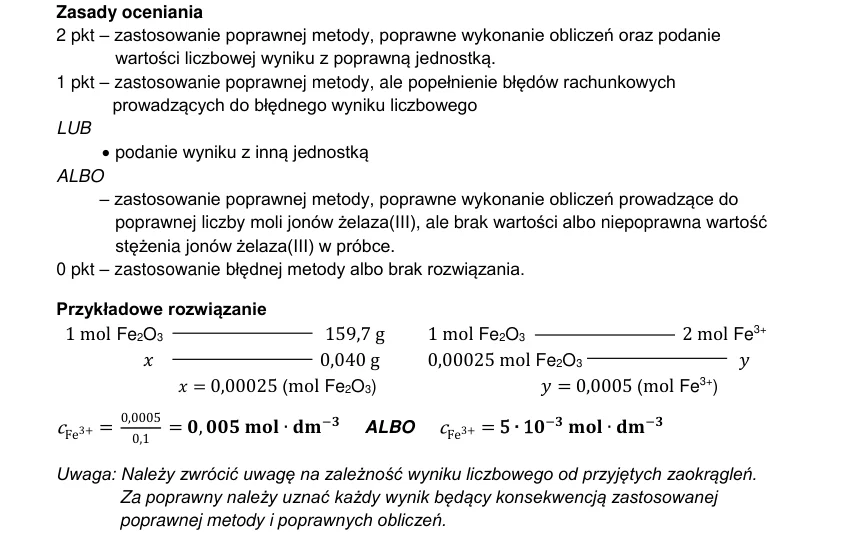 Zasady oceniania
2 pkt – zastosowanie poprawnej metody, poprawne wykonanie obliczeń oraz podanie
wartości liczbowej wyniku z poprawną jednostką.
1 pkt – zastosowanie poprawnej metody, ale popełnienie błędów rachunkowych
prowadzących do błędnego wyniku liczbowego
LUB
• podanie wyniku z inną jednostką
ALBO
– zastosowanie poprawnej metody, poprawne wykonanie obliczeń prowadzące do
poprawnej liczby moli jonów żelaza(III), ale brak wartości albo niepoprawna wartość
stężenia jonów żelaza(III) w próbce.
0 pkt – zastosowanie błędnej metody albo brak rozwiązania.
Przykładowe rozwiązanie
1 mol Fe₂O₃ ——— 159,7 g 1 mol Fe₂O₃ ——— 2 mol Fe³⁺
x ——— 0,040 g 0,00025 mol Fe₂O₃ ——— y
x = 0,00025 (mol Fe₂O₃) y = 0,0005 (mol Fe³⁺)
c_Fe³⁺ = 0,0005/0,1 = 0,005 mol · dm⁻³ ALBO c_Fe³⁺ = 5 · 10⁻³ mol · dm⁻³
Uwaga: Należy zwrócić uwagę na zależność wyniku liczbowego od przyjętych zaokrągleń.
Za poprawny należy uznać każdy wynik będący konsekwencją zastosowanej
poprawnej metody i poprawnych obliczeń.